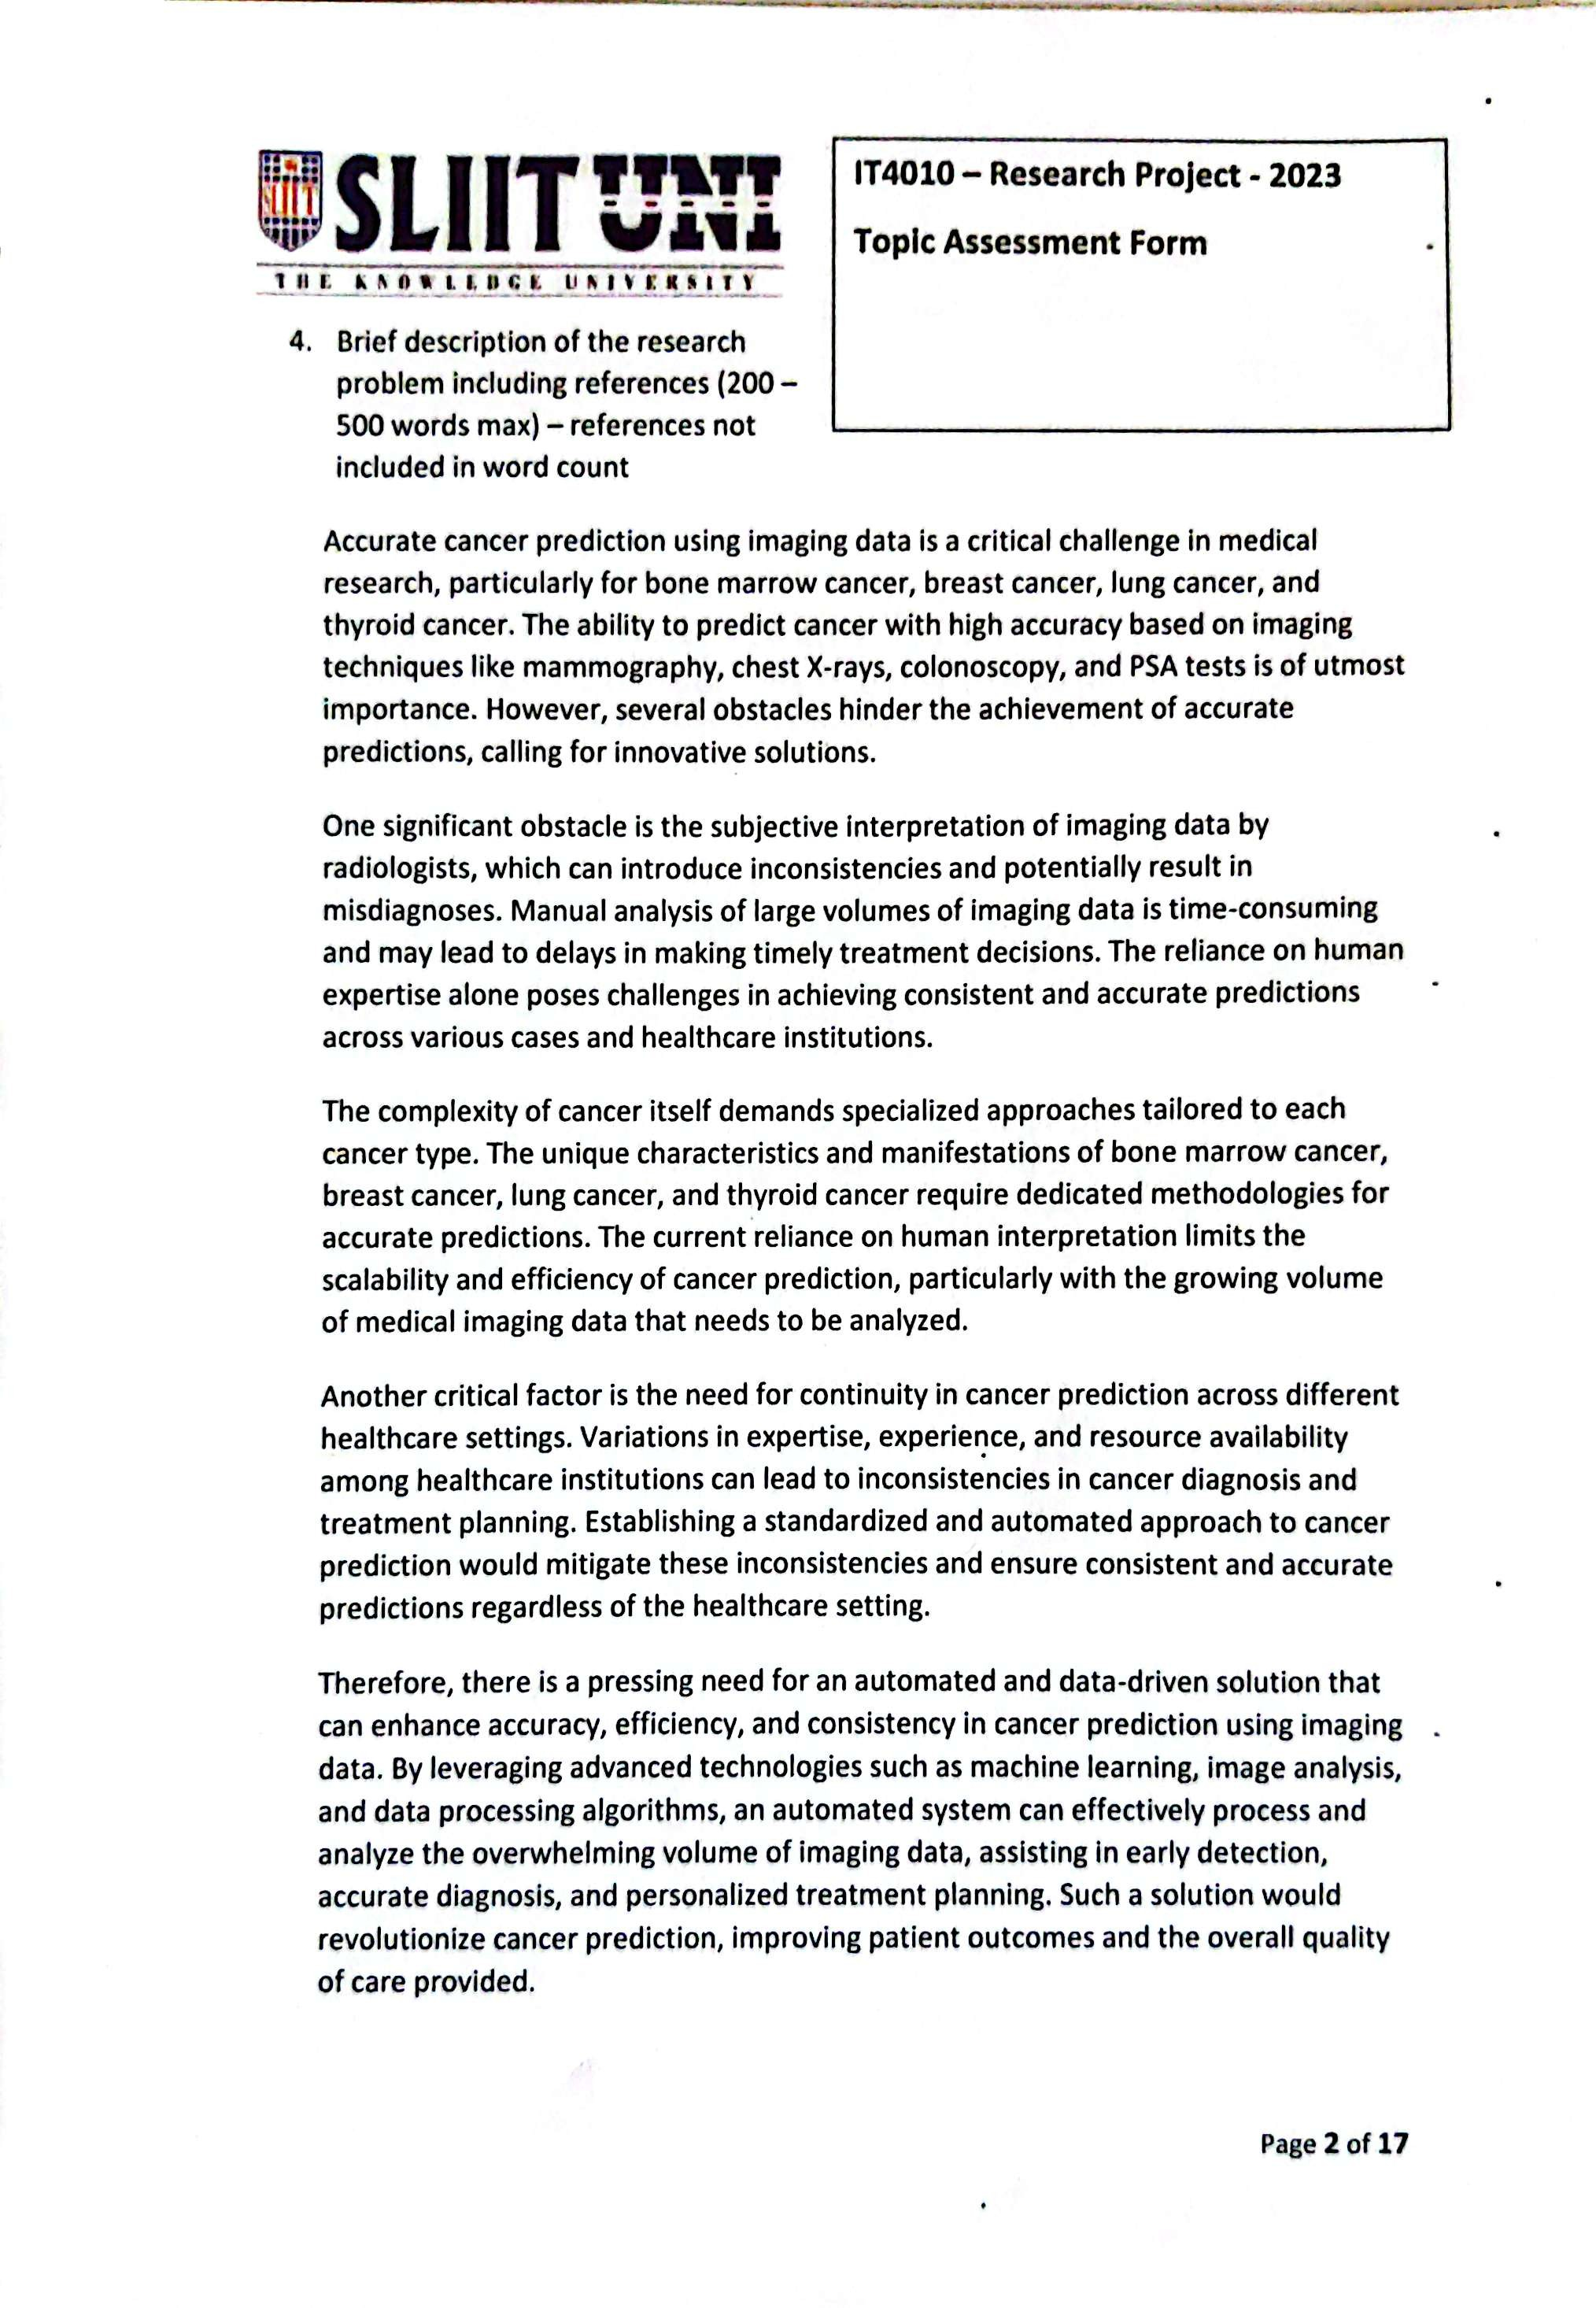 SLIIT
SLIIT UNI
THE KNOWLEDGE UNIVERSITY
IT4010 – Research Project - 2023
Topic Assessment Form
4. Brief description of the research
problem including references (200 –
500 words max) – references not
included in word count
Accurate cancer prediction using imaging data is a critical challenge in medical
research, particularly for bone marrow cancer, breast cancer, lung cancer, and
thyroid cancer. The ability to predict cancer with high accuracy based on imaging
techniques like mammography, chest X-rays, colonoscopy, and PSA tests is of utmost
importance. However, several obstacles hinder the achievement of accurate
predictions, calling for innovative solutions.
One significant obstacle is the subjective interpretation of imaging data by
radiologists, which can introduce inconsistencies and potentially result in
misdiagnoses. Manual analysis of large volumes of imaging data is time-consuming
and may lead to delays in making timely treatment decisions. The reliance on human
expertise alone poses challenges in achieving consistent and accurate predictions
across various cases and healthcare institutions.
The complexity of cancer itself demands specialized approaches tailored to each
cancer type. The unique characteristics and manifestations of bone marrow cancer,
breast cancer, lung cancer, and thyroid cancer require dedicated methodologies for
accurate predictions. The current reliance on human interpretation limits the
scalability and efficiency of cancer prediction, particularly with the growing volume
of medical imaging data that needs to be analyzed.
Another critical factor is the need for continuity in cancer prediction across different
healthcare settings. Variations in expertise, experience, and resource availability
among healthcare institutions can lead to inconsistencies in cancer diagnosis and
treatment planning. Establishing a standardized and automated approach to cancer
prediction would mitigate these inconsistencies and ensure consistent and accurate
predictions regardless of the healthcare setting.
Therefore, there is a pressing need for an automated and data-driven solution that
can enhance accuracy, efficiency, and consistency in cancer prediction using imaging
data. By leveraging advanced technologies such as machine learning, image analysis,
and data processing algorithms, an automated system can effectively process and
analyze the overwhelming volume of imaging data, assisting in early detection,
accurate diagnosis, and personalized treatment planning. Such a solution would
revolutionize cancer prediction, improving patient outcomes and the overall quality
of care provided.
Page 2 of 17